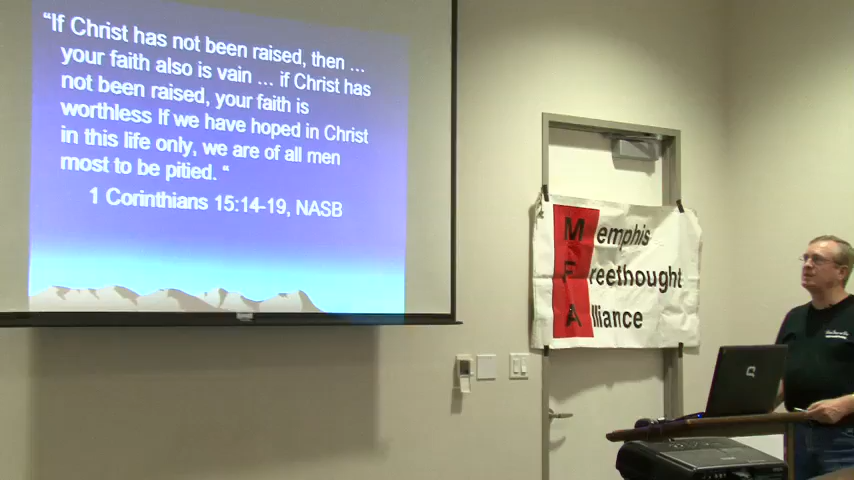 “If Christ has not been raised, then ...
your faith also is vain ... if Christ has
not been raised, your faith is
worthless If we have hoped in Christ
in this life only, we are of all men
most to be pitied. “
1 Corinthians 15:14-19, NASB
Memphis
Freethought
Alliance